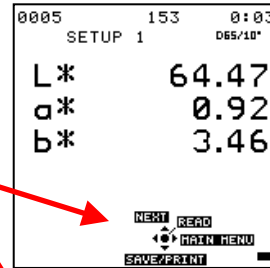 0005 153 0:03
SETUP 1 D65/10°
L* 64.47
a* 0.92
b* 3.46
NEXT READ
MAIN MENU
SAVE/PRINT